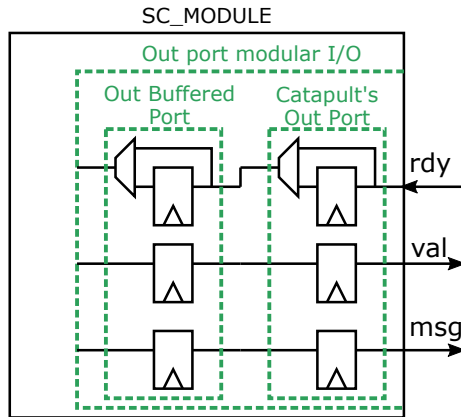 SC_MODULE
Out port modular I/O
Out Buffered
Port
Catapult's
Out Port
rdy
val
msg